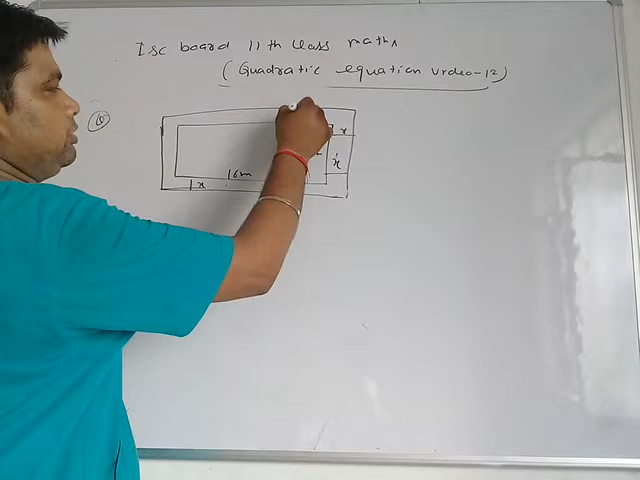 Isc board 11th class maths
( Quadratic equation video-12 )
Q
x
x
16m
x